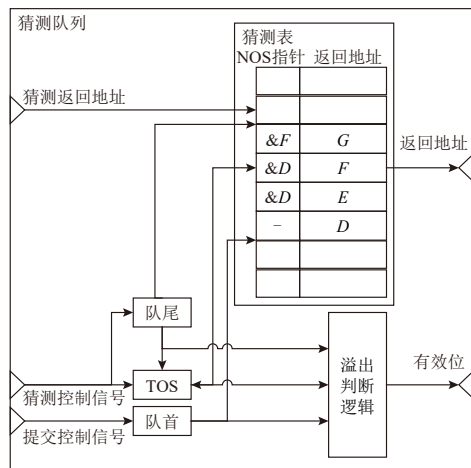 猜测队列
猜测表
NOS指针 返回地址
猜测返回地址
&F G
&D F
返回地址
&D E
− D
队尾
TOS
溢出
判断
逻辑
有效位
猜测控制信号
队首
提交控制信号